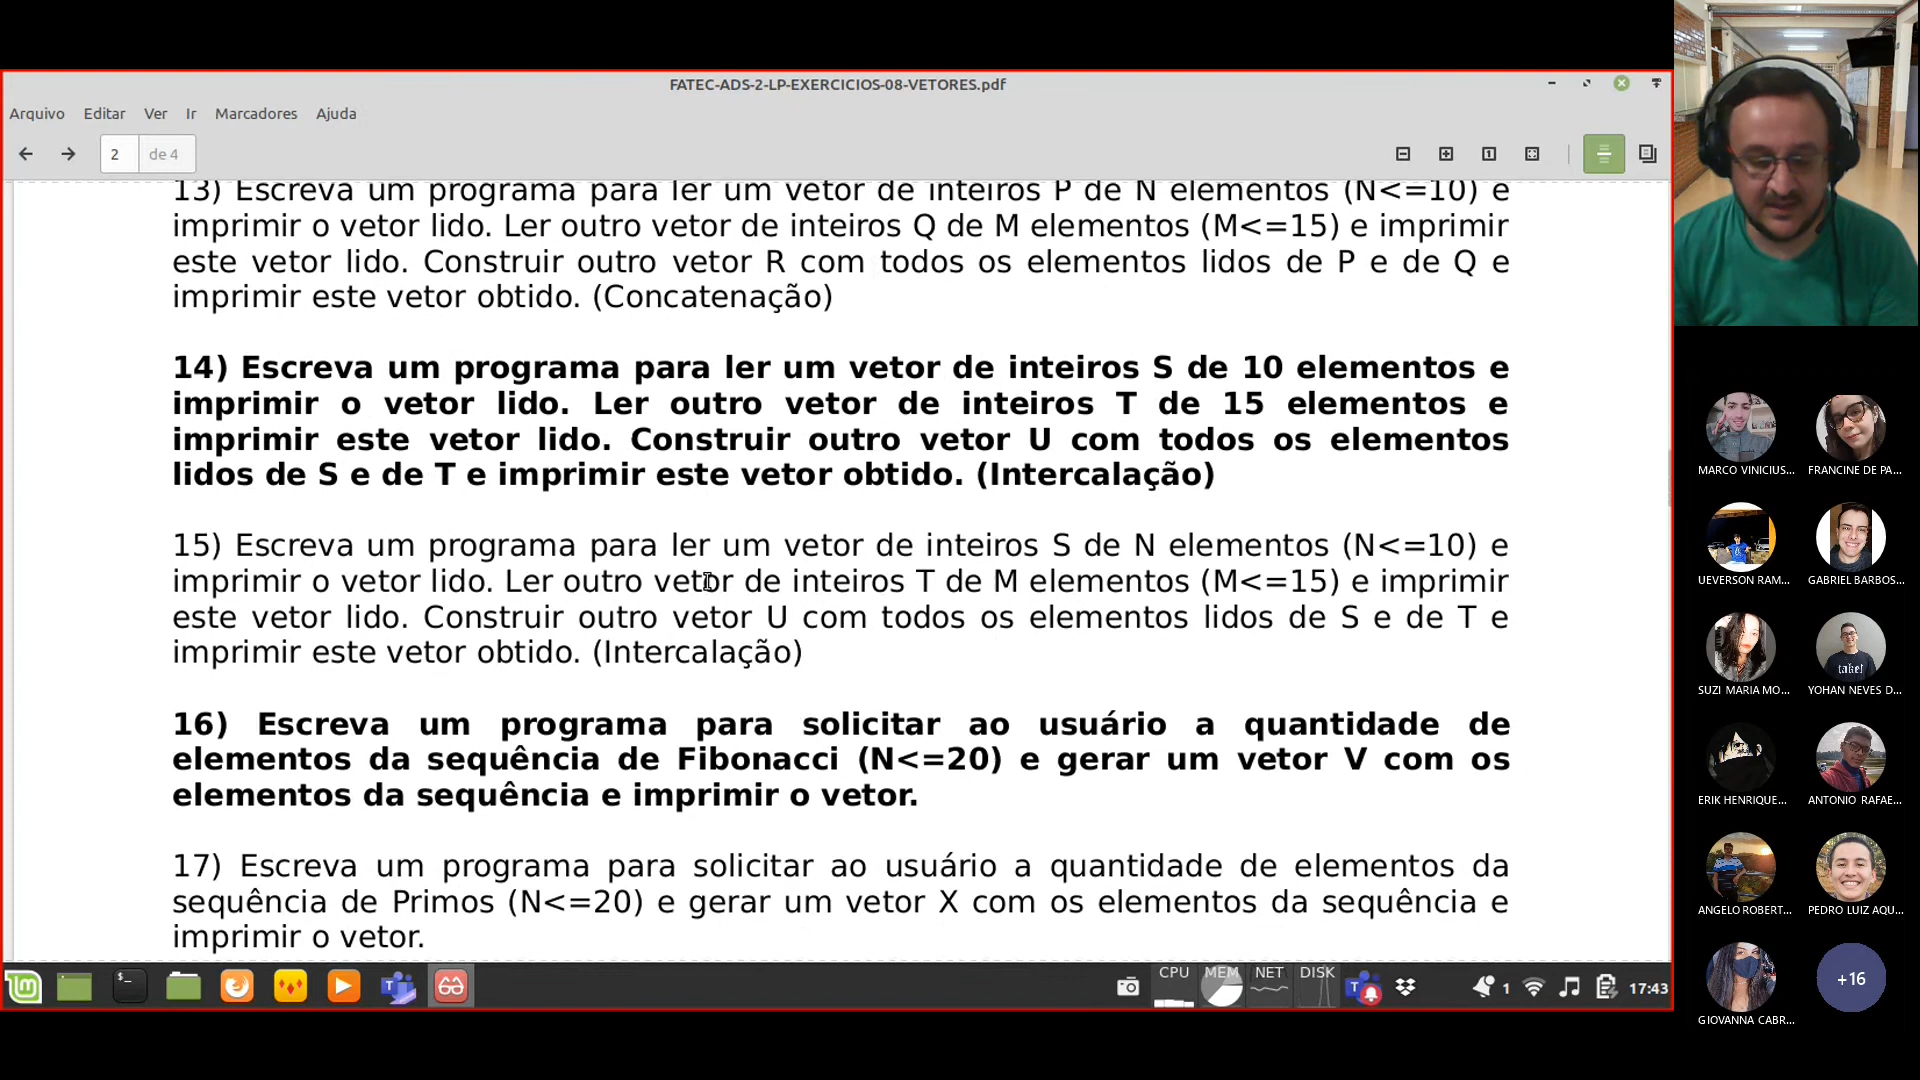 FATEC-ADS-2-LP-EXERCICIOS-08-VETORES.pdf
Arquivo Editar Ver Ir Marcadores Ajuda
2 de 4
13) Escreva um programa para ler um vetor de inteiros P de N elementos (N<=10) e
imprimir o vetor lido. Ler outro vetor de inteiros Q de M elementos (M<=15) e imprimir
este vetor lido. Construir outro vetor R com todos os elementos lidos de P e de Q e
imprimir este vetor obtido. (Concatenação)
14) Escreva um programa para ler um vetor de inteiros S de 10 elementos e
imprimir o vetor lido. Ler outro vetor de inteiros T de 15 elementos e
imprimir este vetor lido. Construir outro vetor U com todos os elementos
lidos de S e de T e imprimir este vetor obtido. (Intercalação)
15) Escreva um programa para ler um vetor de inteiros S de N elementos (N<=10) e
imprimir o vetor lido. Ler outro vetor de inteiros T de M elementos (M<=15) e imprimir
este vetor lido. Construir outro vetor U com todos os elementos lidos de S e de T e
imprimir este vetor obtido. (Intercalação)
16) Escreva um programa para solicitar ao usuário a quantidade de
elementos da sequência de Fibonacci (N<=20) e gerar um vetor V com os
elementos da sequência e imprimir o vetor.
17) Escreva um programa para solicitar ao usuário a quantidade de elementos da
sequência de Primos (N<=20) e gerar um vetor X com os elementos da sequência e
imprimir o vetor.
CPU MEM NET DISK
1 17:43
MARCO VINICIUS... FRANCINE DE PA...
UEVERSON RAM... GABRIEL BARBOS...
SUZI MARIA MO... YOHAN NEVES D...
ERIK HENRIQUE... ANTONIO RAFAE...
ANGELO ROBERT... PEDRO LUIZ AQU...
+16
GIOVANNA CABR...